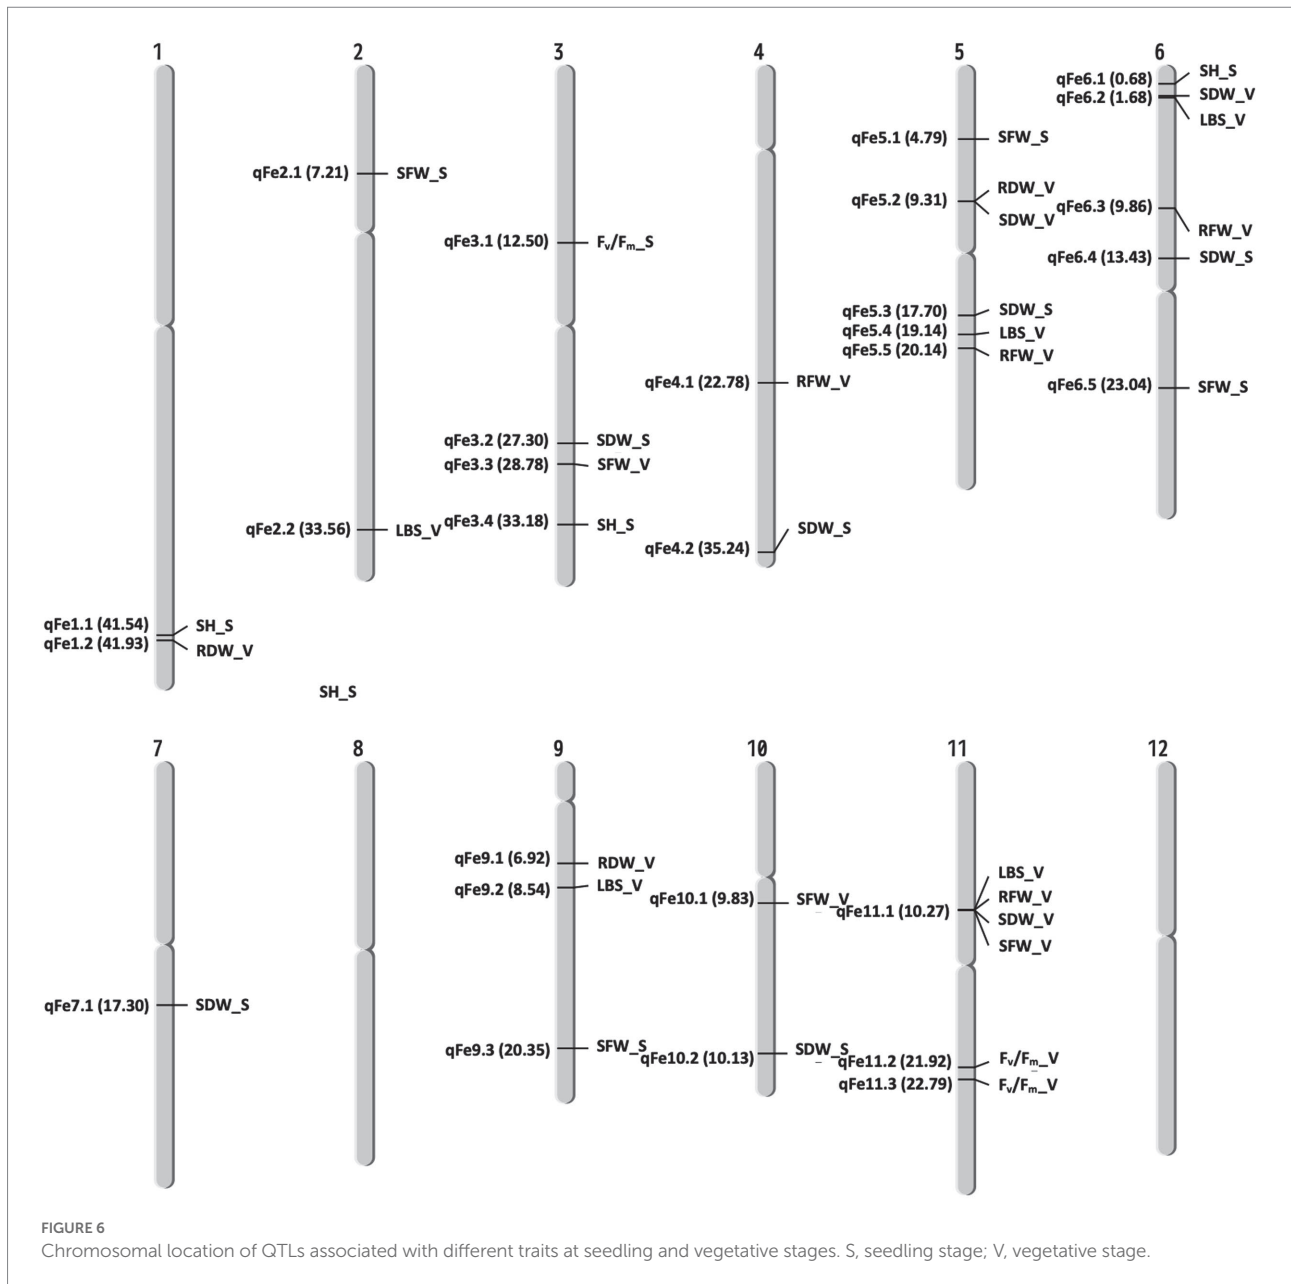 1
2
3
4
5
6
qFe1.1 (41.54) SH_S
qFe1.2 (41.93) RDW_V
qFe2.1 (7.21) SFW_S
qFe2.2 (33.56) LBS_V
qFe3.1 (12.50) Fv/Fm_S
qFe3.2 (27.30) SDW_S
qFe3.3 (28.78) SFW_V
qFe3.4 (33.18) SH_S
qFe4.1 (22.78) RFW_V
qFe4.2 (35.24) SDW_S
qFe5.1 (4.79) SFW_S
qFe5.2 (9.31) RDW_V
SDW_V
qFe5.3 (17.70) SDW_S
qFe5.4 (19.14) LBS_V
qFe5.5 (20.14) RFW_V
qFe6.1 (0.68) SH_S
qFe6.2 (1.68) SDW_V
LBS_V
qFe6.3 (9.86) RFW_V
qFe6.4 (13.43) SDW_S
qFe6.5 (23.04) SFW_S
SH_S
7
8
9
10
11
12
qFe7.1 (17.30) SDW_S
qFe9.1 (6.92) RDW_V
qFe9.2 (8.54) LBS_V
qFe9.3 (20.35) SFW_S
qFe10.1 (9.83) SFW_V
qFe10.2 (10.13) SDW_S
qFe11.1 (10.27) LBS_V
RFW_V
SDW_V
SFW_V
qFe11.2 (21.92) Fv/Fm_V
qFe11.3 (22.79) Fv/Fm_V
FIGURE 6
Chromosomal location of QTLs associated with different traits at seedling and vegetative stages. S, seedling stage; V, vegetative stage.